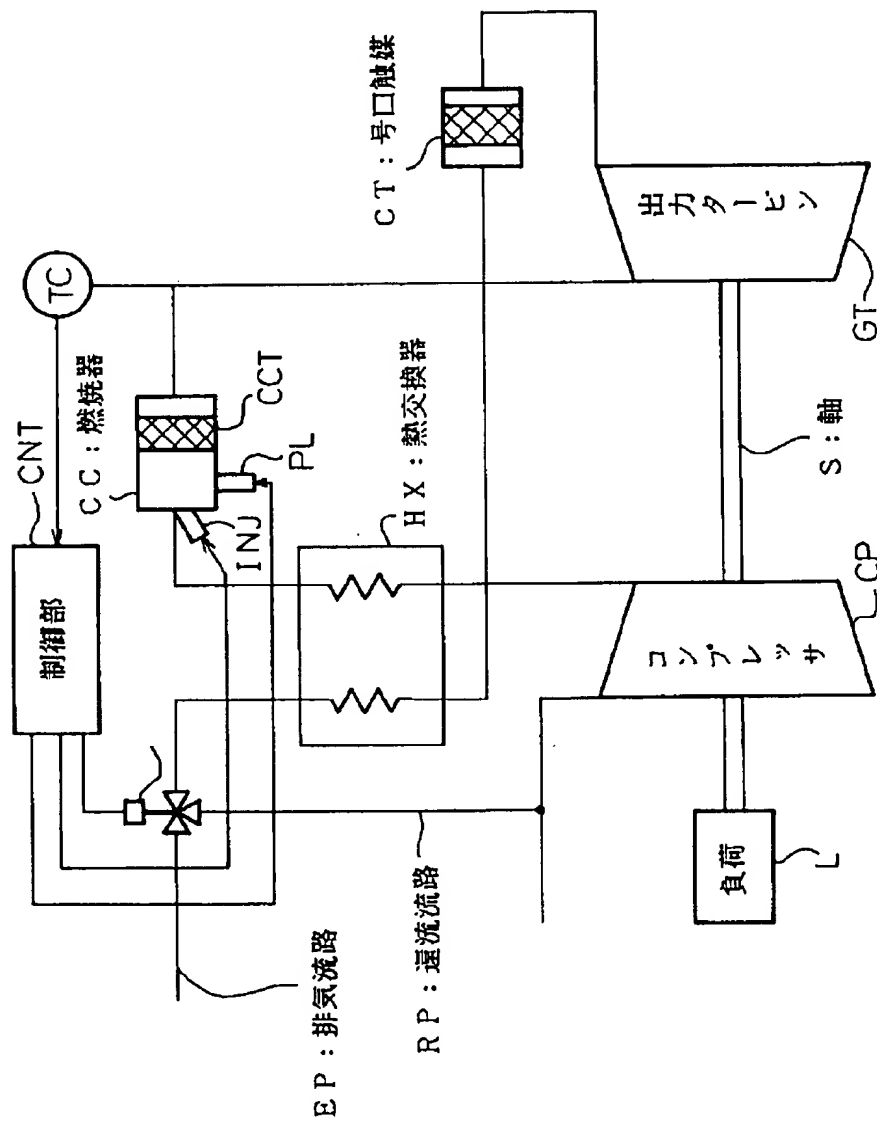 TC
CNT
制御部
CC：燃焼器
CCT
PL
INJ
HX：熱交換器
CT：号口触媒
出力タービン
GT
S：軸
コンプレッサ
CP
負荷
L
RP：還流流路
EP：排気流路